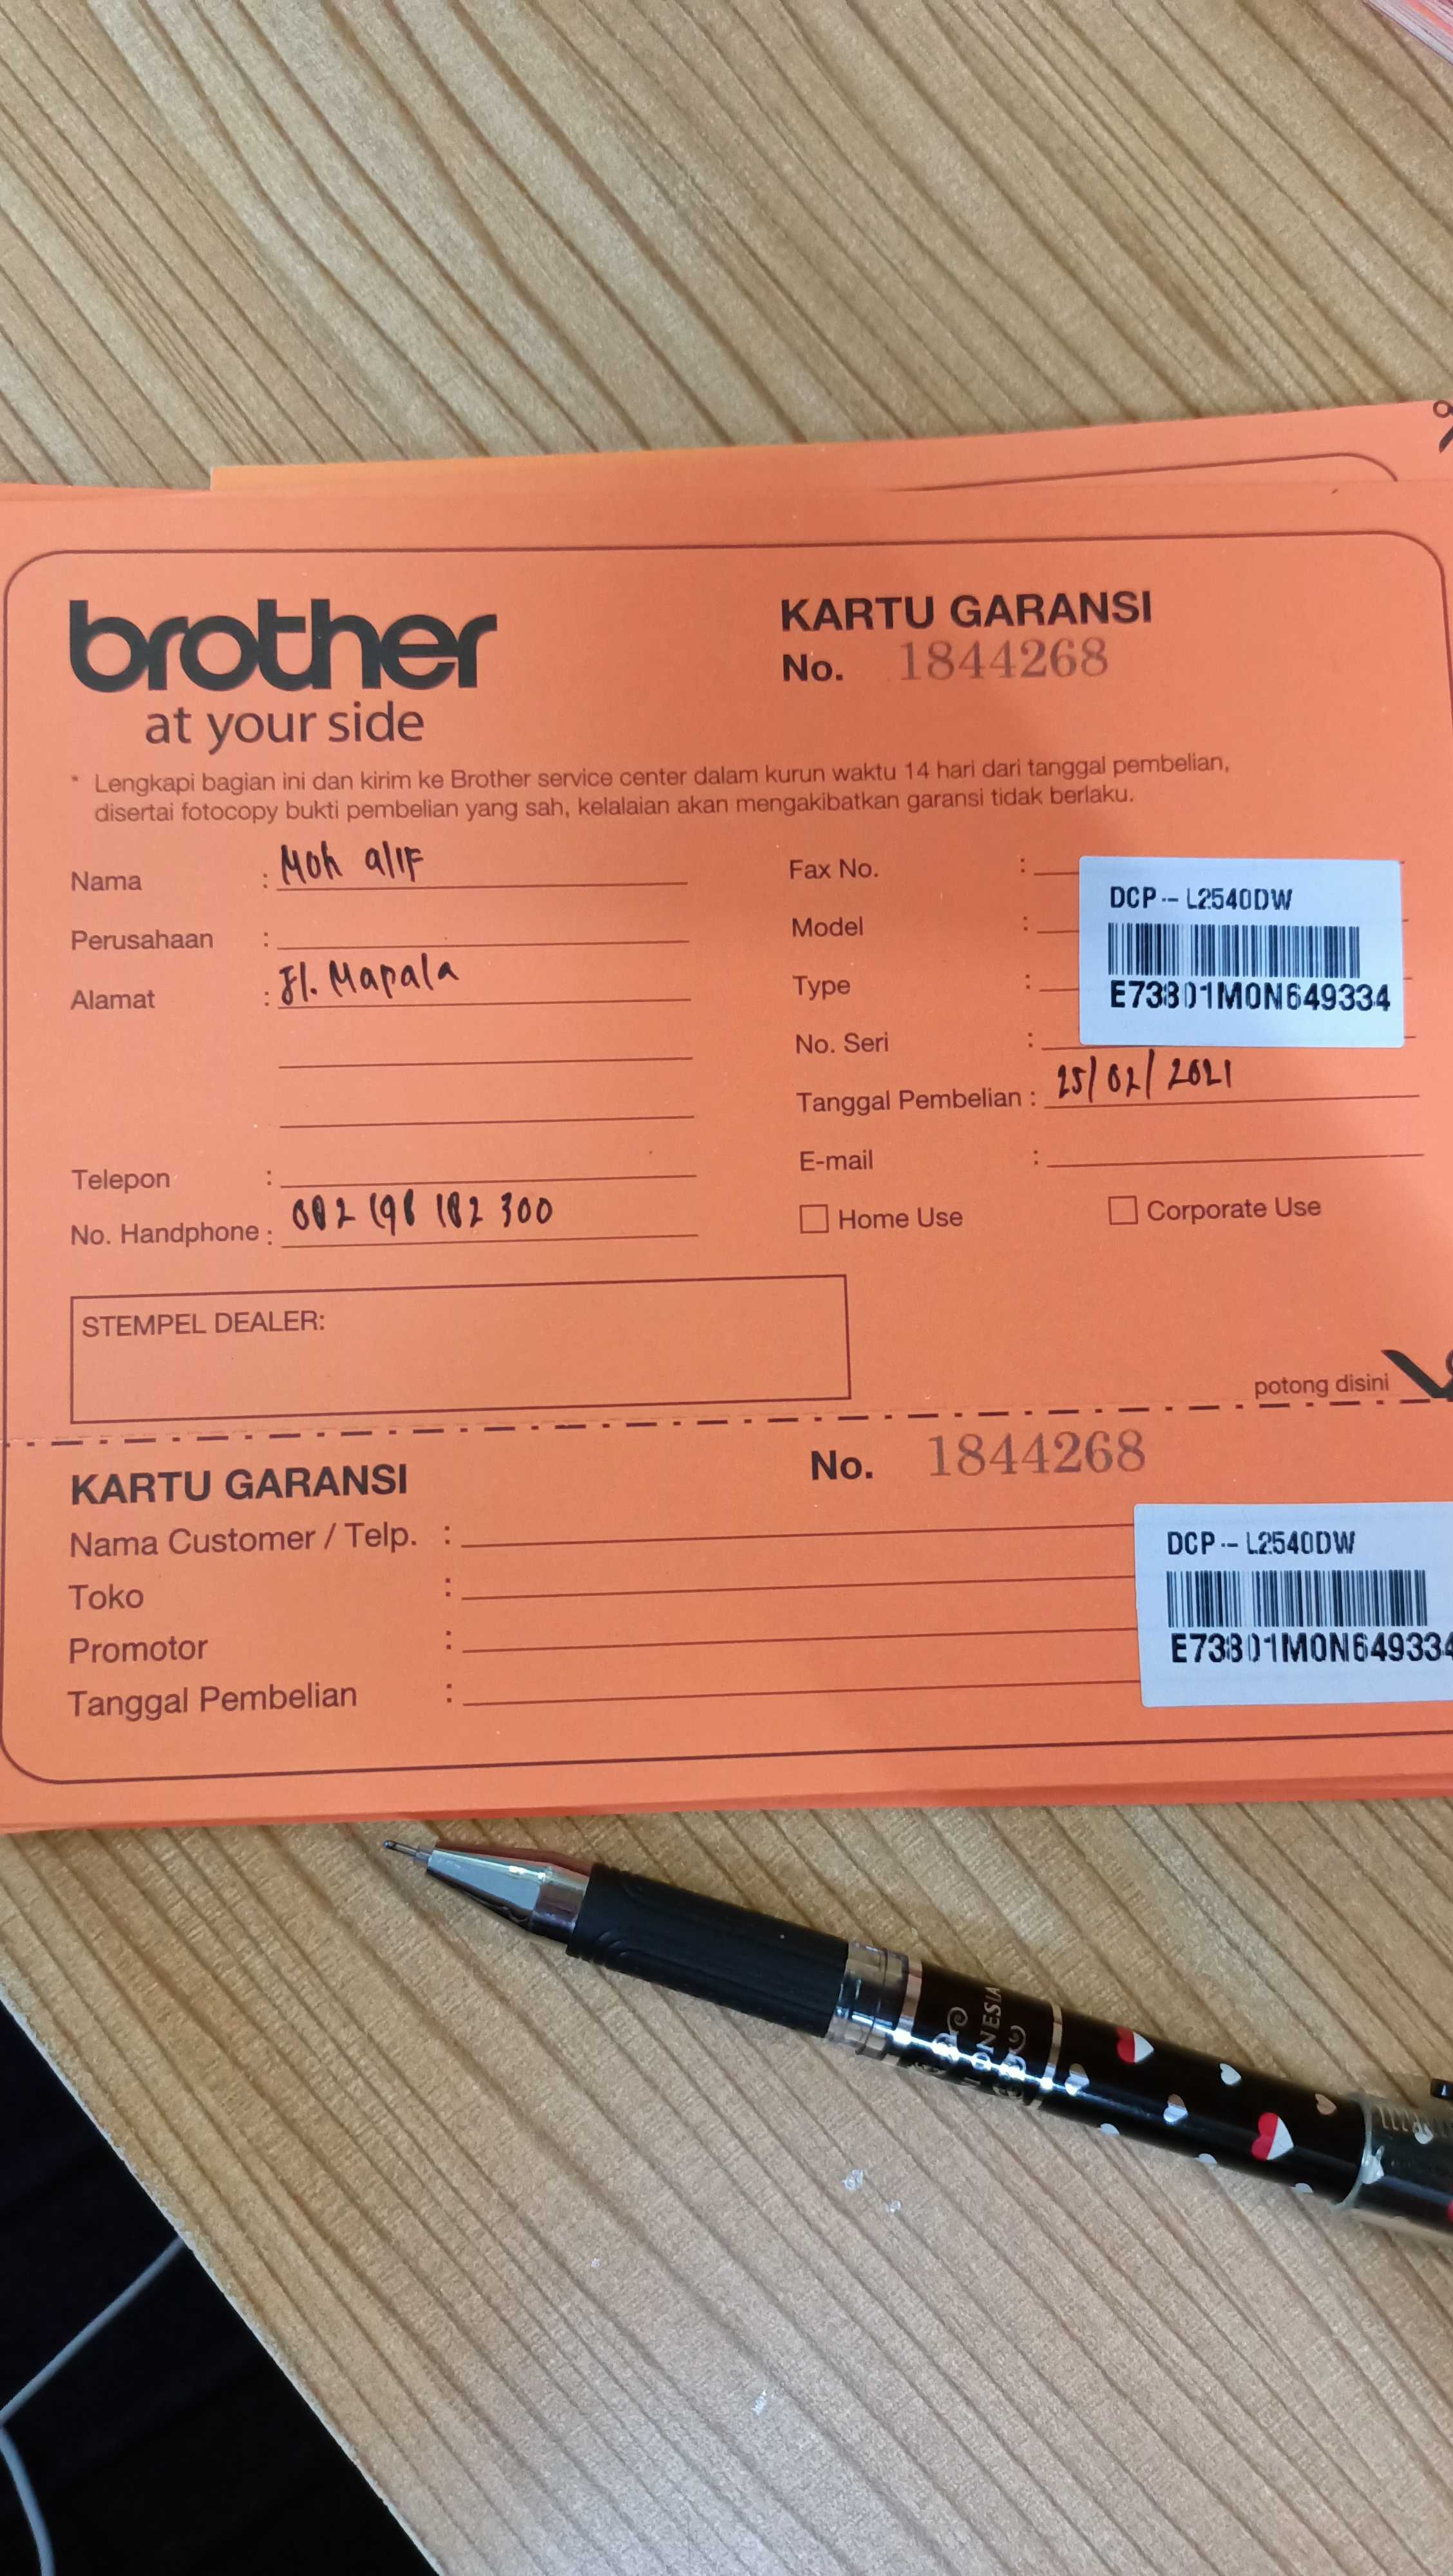 brother
at your side
KARTU GARANSI
No. 1844268
* Lengkapi bagian ini dan kirim ke Brother service center dalam kurun waktu 14 hari dari tanggal pembelian,
disertai fotocopy bukti pembelian yang sah, kelalaian akan mengakibatkan garansi tidak berlaku.
Nama : Moh alif
Perusahaan :
Alamat : Jl. Mapala
Telepon :
No. Handphone :
Fax No. :
Model :
Type :
No. Seri :
DCP-L2540DW
E73801M0N649334
Tanggal Pembelian : 25/02/2021
E-mail :
Home Use
Corporate Use
STEMPEL DEALER:
potong disini
KARTU GARANSI
No. 1844268
Nama Customer / Telp. :
Toko :
Promotor :
Tanggal Pembelian :
DCP-L2540DW
E73801M0N649334